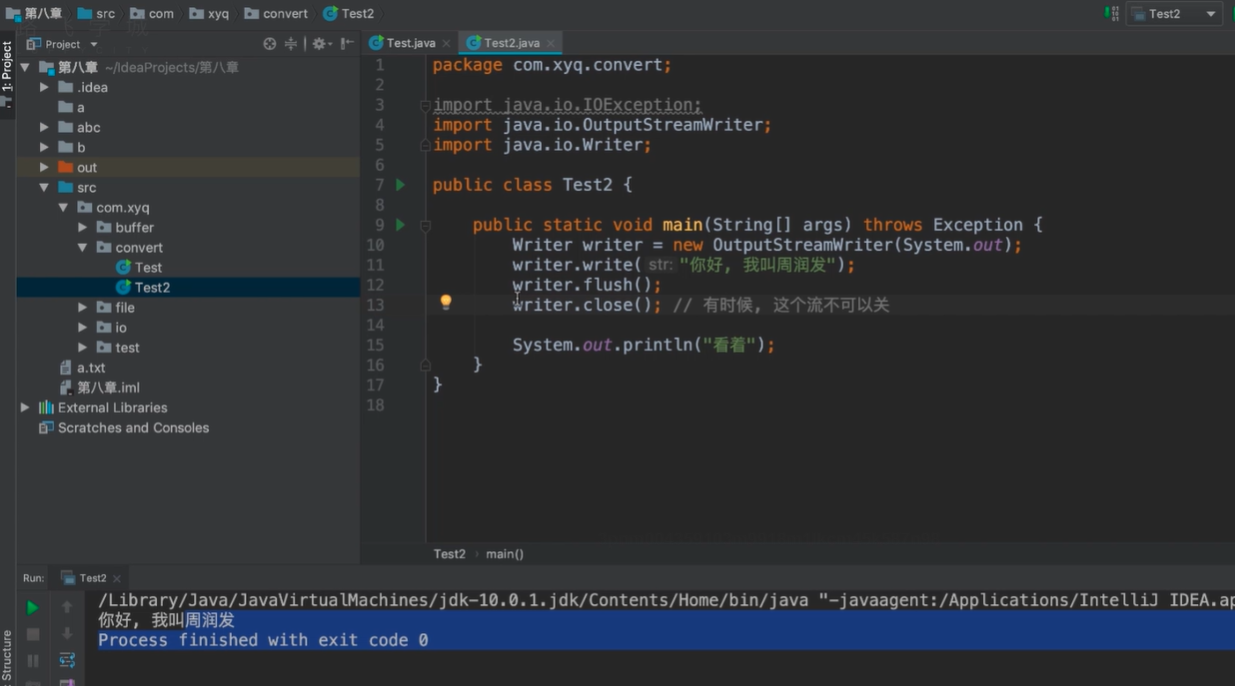 第八章 src com xyq convert Test2
Test2
1: Project
Project
Test.java
Test2.java
第八章 ~/IdeaProjects/第八章
.idea
a
abc
b
out
src
com.xyq
buffer
convert
Test
Test2
file
io
test
a.txt
第八章.iml
External Libraries
Scratches and Consoles
1 package com.xyq.convert;
2
3 import java.io.IOException;
4 import java.io.OutputStreamWriter;
5 import java.io.Writer;
6
7 public class Test2 {
8
9 public static void main(String[] args) throws Exception {
10 Writer writer = new OutputStreamWriter(System.out);
11 writer.write( str: "你好, 我叫周润发");
12 writer.flush();
13 writer.close(); // 有时候, 这个流不可以关
14
15 System.out.println("看着");
16 }
17 }
18
Test2 › main()
Run: Test2
/Library/Java/JavaVirtualMachines/jdk-10.0.1.jdk/Contents/Home/bin/java "-javaagent:/Applications/IntelliJ IDEA.ap
你好, 我叫周润发
Process finished with exit code 0
Structure